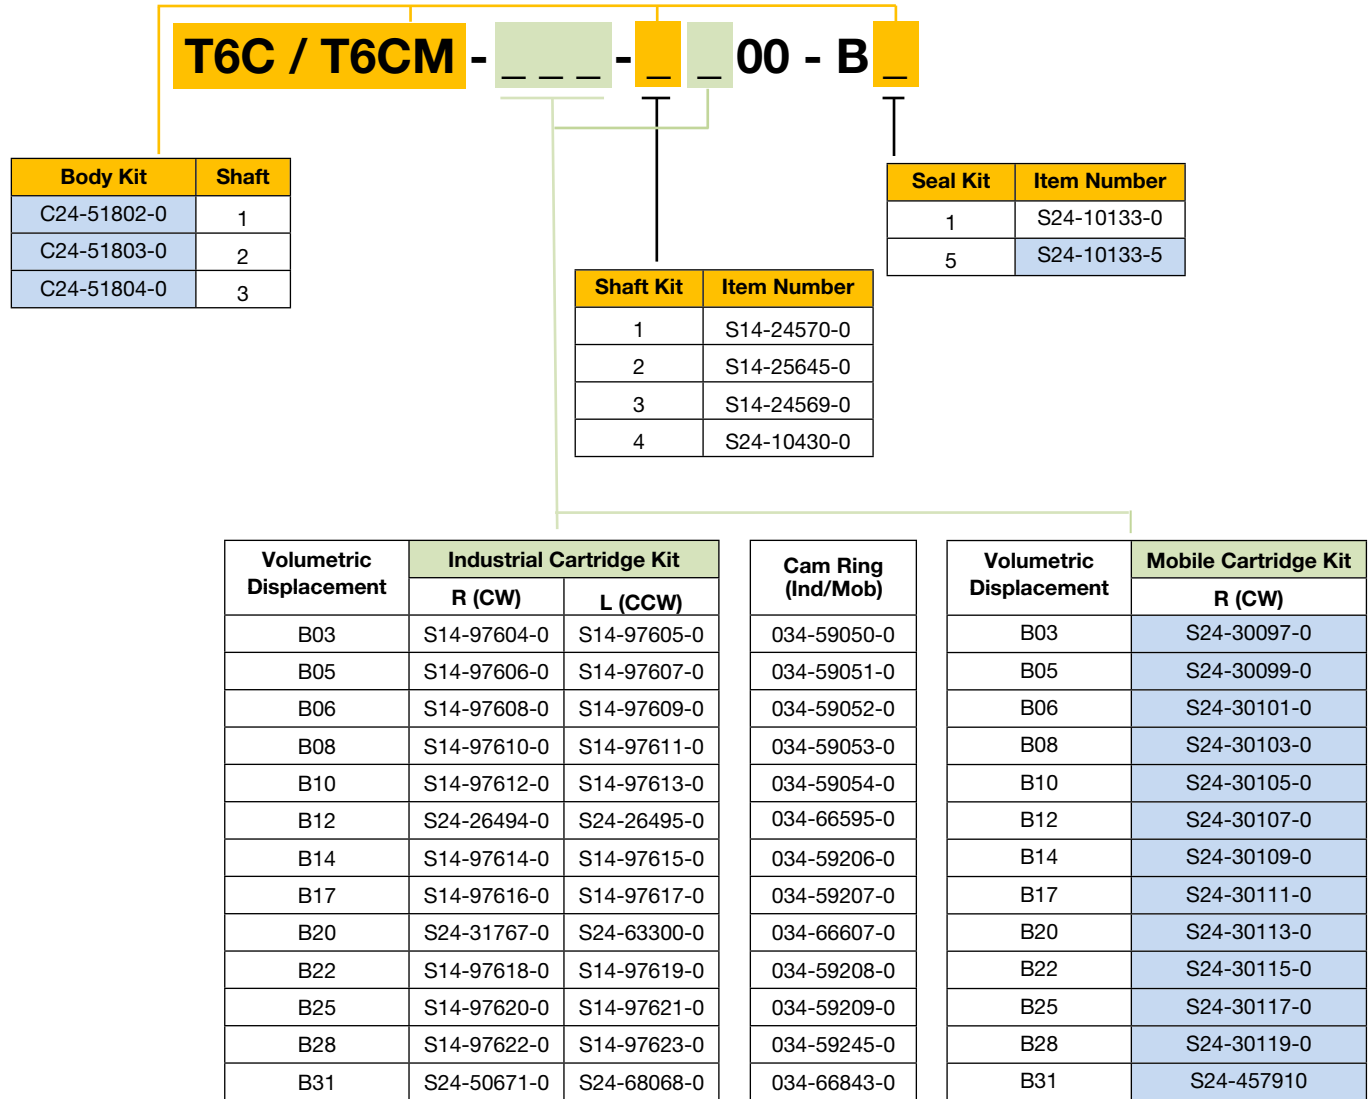 T6C / T6CM - _ _ _ - _ _ 00 - B _
Body Kit Shaft
C24-51802-0 1
C24-51803-0 2
C24-51804-0 3
Seal Kit Item Number
1 S24-10133-0
5 S24-10133-5
Shaft Kit Item Number
1 S14-24570-0
2 S14-25645-0
3 S14-24569-0
4 S24-10430-0
Volumetric Displacement Industrial Cartridge Kit
R (CW) L (CCW)
B03 S14-97604-0 S14-97605-0
B05 S14-97606-0 S14-97607-0
B06 S14-97608-0 S14-97609-0
B08 S14-97610-0 S14-97611-0
B10 S14-97612-0 S14-97613-0
B12 S24-26494-0 S24-26495-0
B14 S14-97614-0 S14-97615-0
B17 S14-97616-0 S14-97617-0
B20 S24-31767-0 S24-63300-0
B22 S14-97618-0 S14-97619-0
B25 S14-97620-0 S14-97621-0
B28 S14-97622-0 S14-97623-0
B31 S24-50671-0 S24-68068-0
Cam Ring
(Ind/Mob)
034-59050-0
034-59051-0
034-59052-0
034-59053-0
034-59054-0
034-66595-0
034-59206-0
034-59207-0
034-66607-0
034-59208-0
034-59209-0
034-59245-0
034-66843-0
Volumetric Displacement Mobile Cartridge Kit
R (CW)
B03 S24-30097-0
B05 S24-30099-0
B06 S24-30101-0
B08 S24-30103-0
B10 S24-30105-0
B12 S24-30107-0
B14 S24-30109-0
B17 S24-30111-0
B20 S24-30113-0
B22 S24-30115-0
B25 S24-30117-0
B28 S24-30119-0
B31 S24-457910